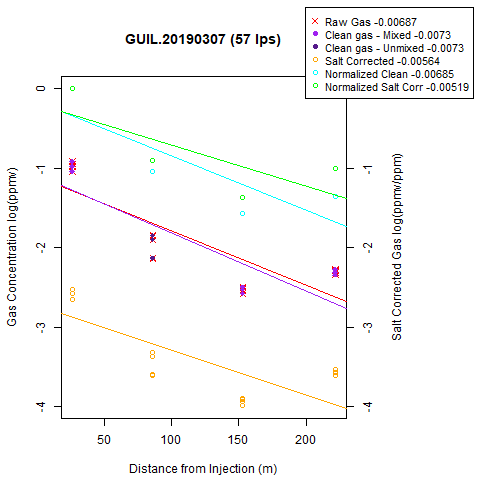 GUIL.20190307 (57 lps)
Raw Gas -0.00687
Clean gas - Mixed -0.0073
Clean gas - Unmixed -0.0073
Salt Corrected -0.00564
Normalized Clean -0.00685
Normalized Salt Corr -0.00519
Gas Concentration log(ppmv)
0
-1
-2
-3
-4
0
-1
-2
-3
-4
Salt Corrected Gas log(ppmv/ppm)
50 100 150 200
Distance from Injection (m)